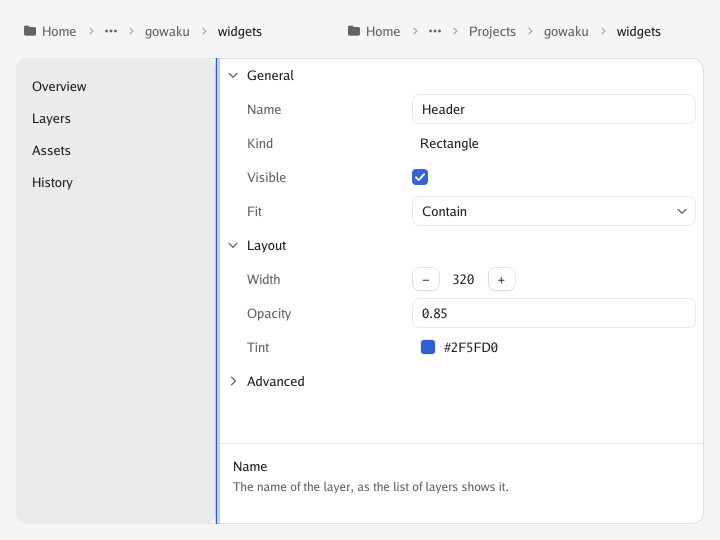 Home ••• gowaku widgets
Home ••• Projects gowaku widgets
Overview
Layers
Assets
History
General
Name Header
Kind Rectangle
Visible
Fit Contain
Layout
Width − 320 +
Opacity 0.85
Tint #2F5FD0
Advanced
Name
The name of the layer, as the list of layers shows it.